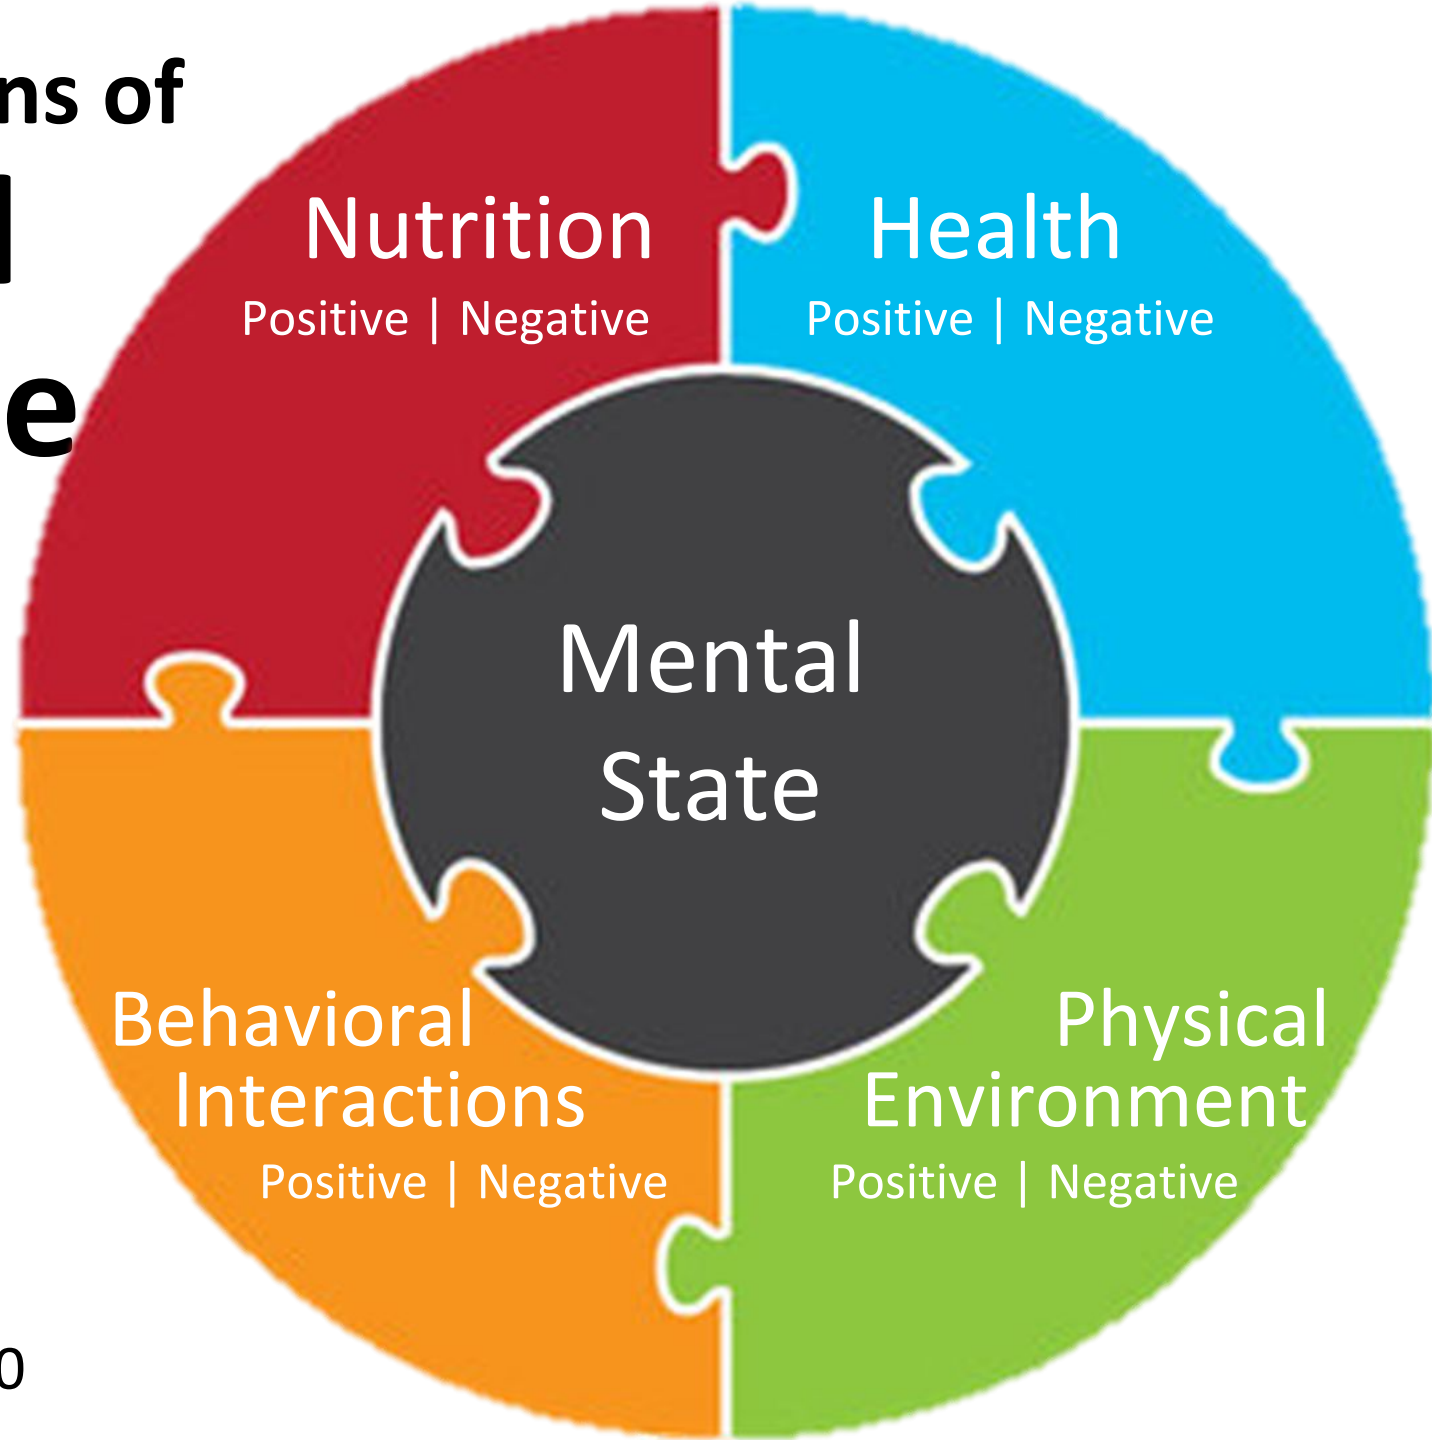 ns of
l
e
Nutrition
Positive | Negative
Health
Positive | Negative
Mental
State
Behavioral
Interactions
Positive | Negative
Physical
Environment
Positive | Negative
0